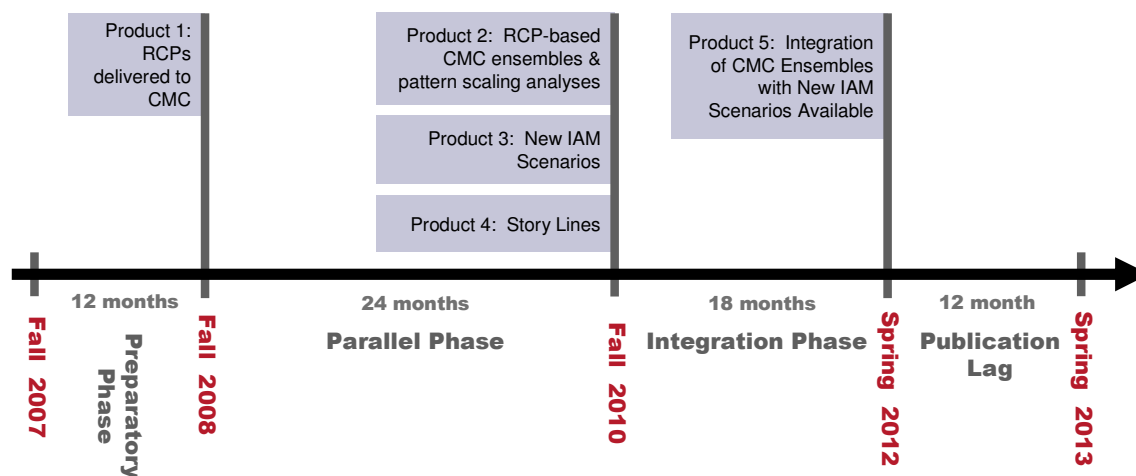 Product 1:
RCPs
delivered to
CMC
Product 2:  RCP-based
CMC ensembles &
pattern scaling analyses
Product 3:  New IAM
Scenarios
Product 4:  Story Lines
Product 5:  Integration
of CMC Ensembles
with New IAM
Scenarios Available
12 months
24 months
18 months
12 month
Fall  2007
Preparatory
Phase
Fall  2008
Parallel Phase
Fall  2010
Integration Phase
Spring  2012
Publication
Lag
Spring  2013